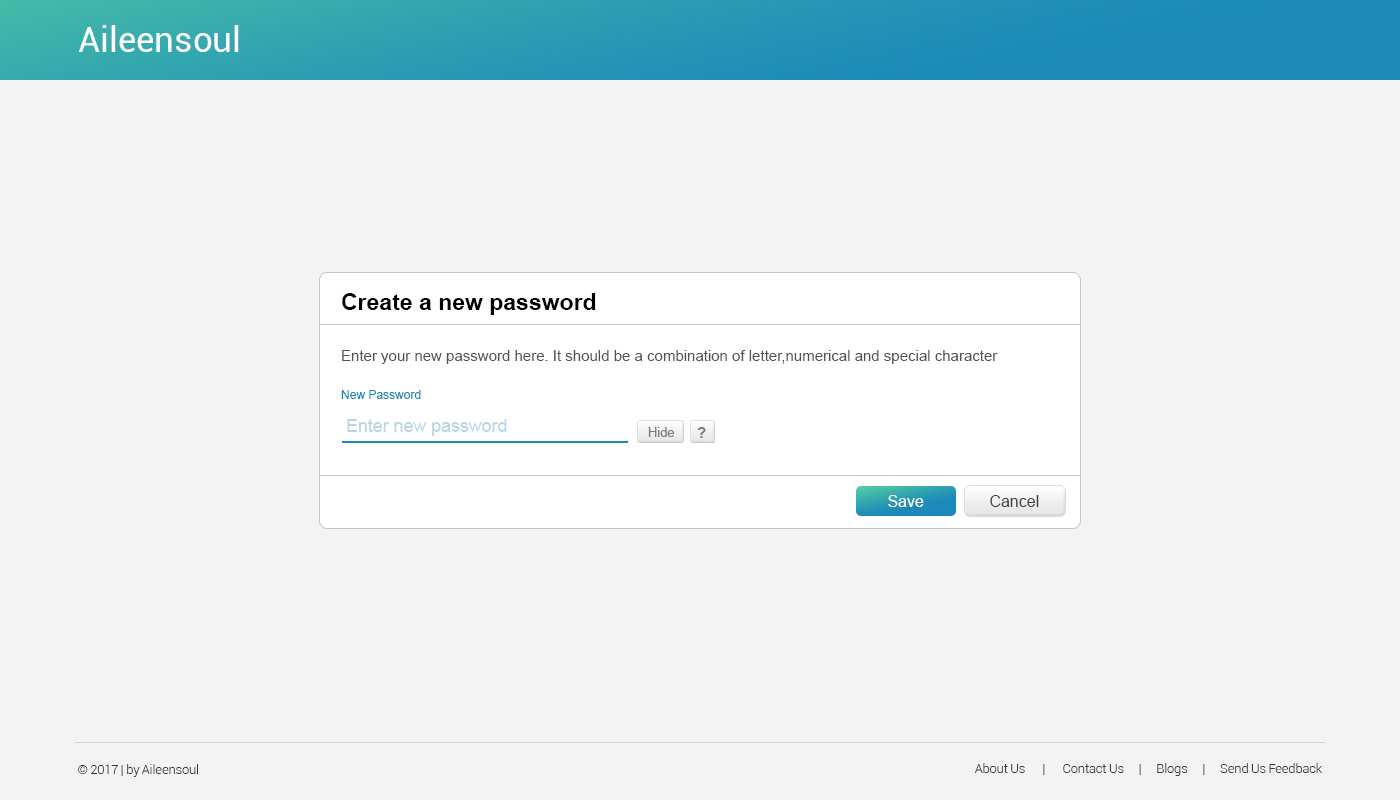 Aileensoul
Create a new password
Enter your new password here. It should be a combination of letter,numerical and special character
New Password
Enter new password
Hide
?
Save
Cancel
© 2017 | by Aileensoul
About Us | Contact Us | Blogs | Send Us Feedback